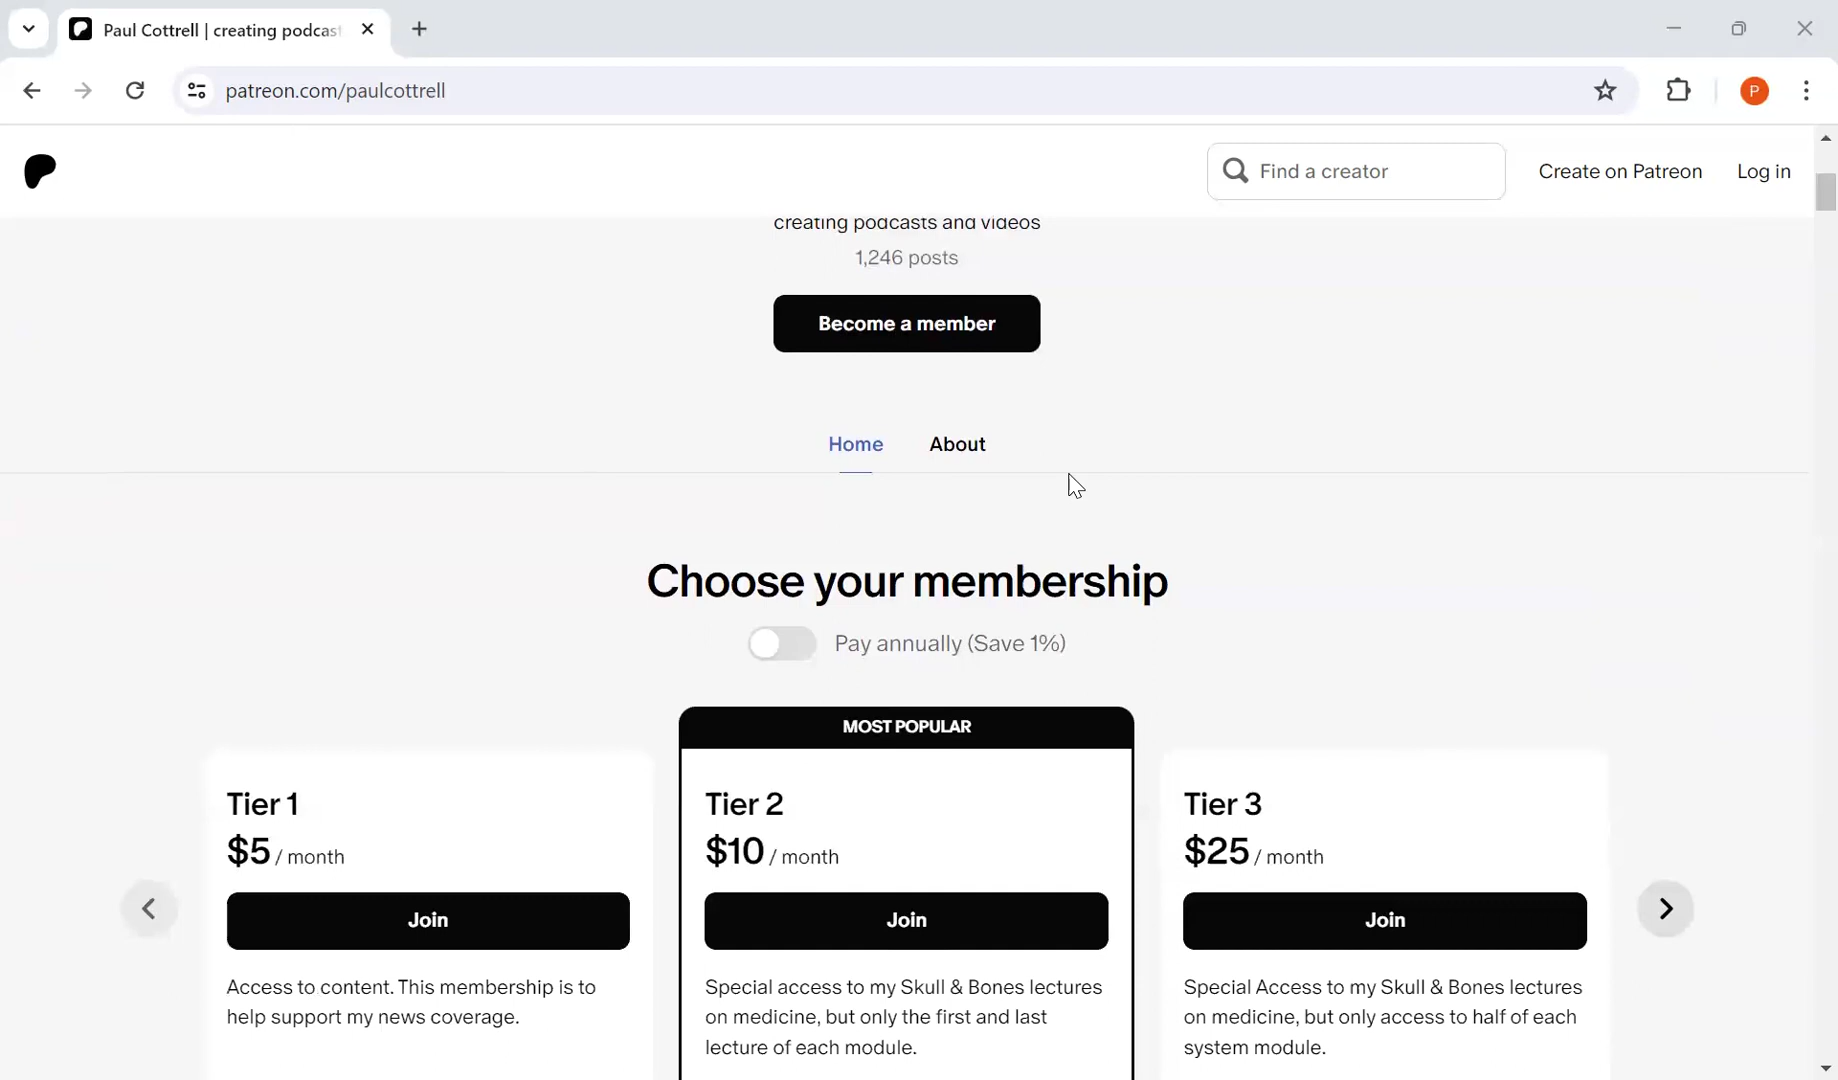 Paul Cottrell | creating podcast
patreon.com/paulcottrell
P
Find a creator
Create on Patreon
Log in
creating podcasts and videos
1,246 posts
Become a member
Home
About
Choose your membership
Pay annually (Save 1%)
MOST POPULAR
Tier 1
$5 / month
Join
Access to content. This membership is to
help support my news coverage.
Tier 2
$10 / month
Join
Special access to my Skull & Bones lectures
on medicine, but only the first and last
lecture of each module.
Tier 3
$25 / month
Join
Special Access to my Skull & Bones lectures
on medicine, but only access to half of each
system module.